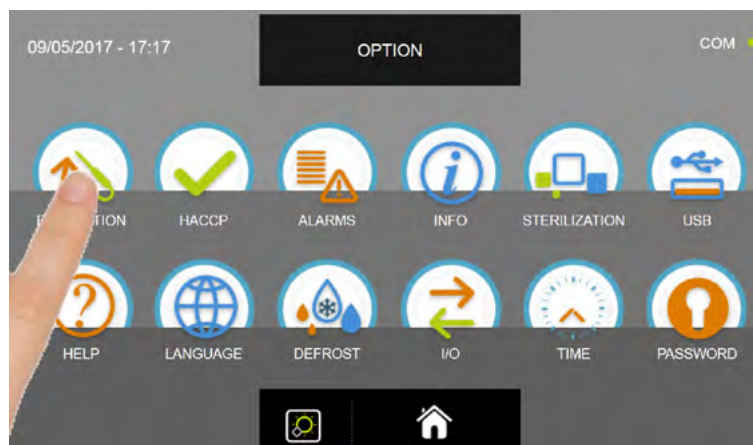 09/05/2017 - 17:17
OPTION
COM
HACCP
ALARMS
INFO
STERILIZATION
USB
HELP
LANGUAGE
DEFROST
I/O
TIME
PASSWORD